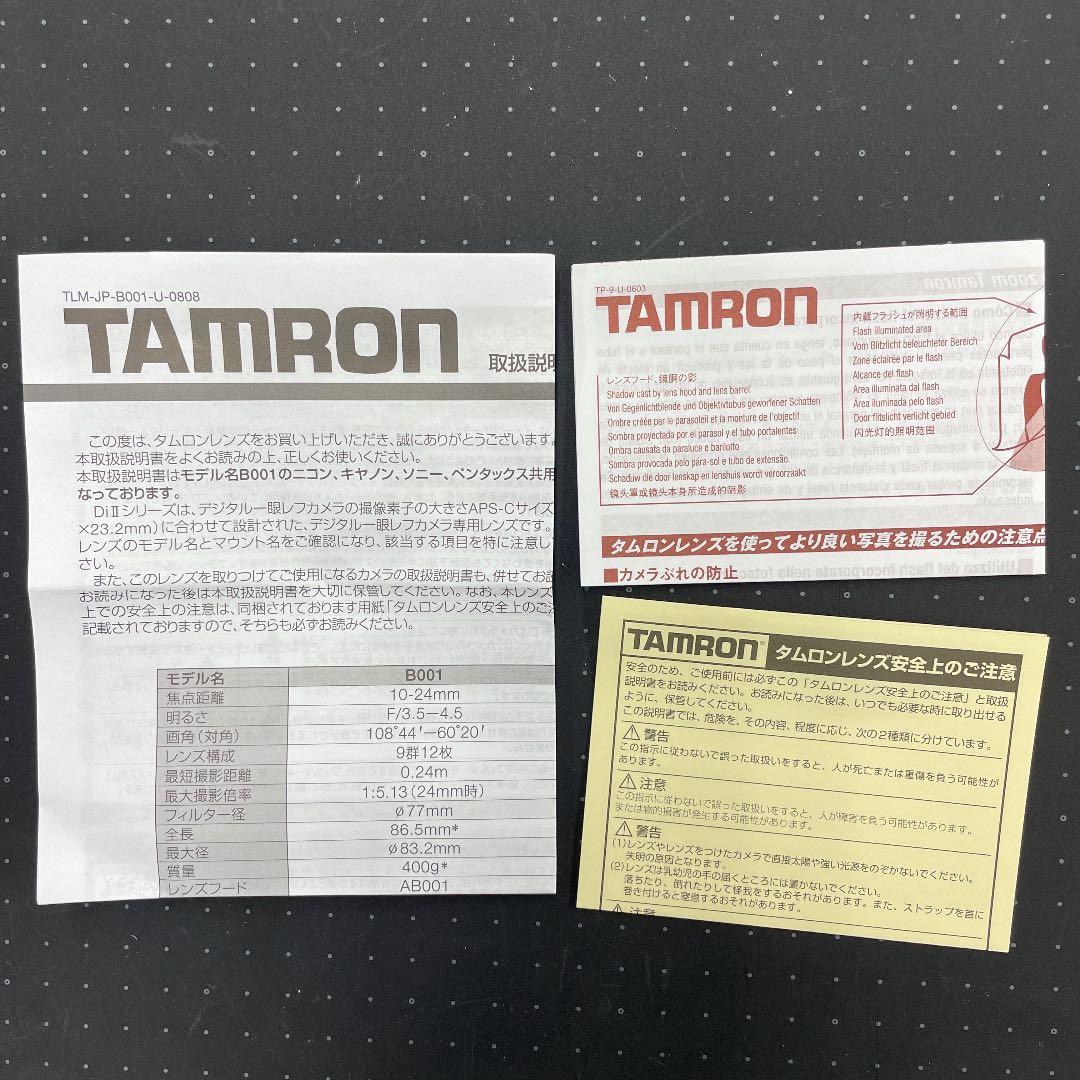 TLM-JP-B001-U-0808
TAMRON
取扱説明
この度は、タムロンレンズをお買い上げいただき、誠にありがとうございます。
本取扱説明書をよくお読みの上、正しくお使いください。
本取扱説明書はモデル名B001のニコン、キヤノン、ソニー、ペンタックス共用
なっております。
DiⅡシリーズは、デジタル一眼レフカメラの撮像素子の大きさAPS-Cサイズ
×23.2mm)に合わせて設計された、デジタル一眼レフカメラ専用レンズです。
レンズのモデル名とマウント名をご確認になり、該当する項目を特に注意し
さい。
また、このレンズを取りつけてご使用になるカメラの取扱説明書も、併せてお読
お読みになった後は本取扱説明書を大切に保管してください。なお、本レンズ
上での安全上の注意は、同梱されております用紙「タムロンレンズ安全上のご注
記載されておりますので、そちらも必ずお読みください。
モデル名 B001
焦点距離 10-24mm
明るさ F/3.5-4.5
画角(対角) 108°44′-60°20′
レンズ構成 9群12枚
最短撮影距離 0.24m
最大撮影倍率 1:5.13(24mm時)
フィルター径 ø77mm
全長 86.5mm*
最大径 ø83.2mm
質量 400g*
レンズフード AB001
TP-9-U-0603
TAMRON
内蔵フラッシュが照明する範囲
Flash illuminated area
Vom Blitzlicht beleuchteter Bereich
Zone éclairée par le flash
Alcance del flash
Area illuminata dal flash
Área iluminada pelo flash
Door flitslicht verlicht gebied
闪光灯的照明范围
レンズフード、鏡胴の影
Shadow cast by lens hood and lens barrel
Von Gegenlichtblende und Objektivtubus geworfener Schatten
Ombre créée par le parasoleil et la monture de l'objectif
Sombra proyectada por el parasol y el tubo portalentes
Ombra causata da paraluce e barilotto
Sombra provocada pelo pára-sol e tubo de extensão.
Schaduw die door lenskap en lenshuis wordt veroorzaakt
镜头罩或镜头本身所造成的阴影
タムロンレンズを使ってより良い写真を撮るための注意点
■カメラぶれの防止
TAMRON®
タムロンレンズ安全上のご注意
安全のため、ご使用前には必ずこの「タムロンレンズ安全上のご注意」と取扱
説明書をお読みください。お読みになった後は、いつでも必要な時に取り出せる
ように、保管してください。
この説明書では、危険を、その内容、程度に応じ、次の2種類に分けています。
⚠警告
この指示に従わないで誤った取扱いをすると、人が死亡または重傷を負う可能性が
あります。
⚠注意
この指示に従わないで誤った取扱いをすると、人が傷害を負う可能性があります。
または物的損害が発生する可能性があります。
⚠警告
(1)レンズやレンズをつけたカメラで直接太陽や強い光源をのぞかないでください。
失明の原因となります。
(2)レンズは乳幼児の手の届くところには置かないでください。
落ちたり、倒れたりして怪我をするおそれがあります。また、ストラップを首に
巻き付けると窒息するおそれがあります。
⚠注意